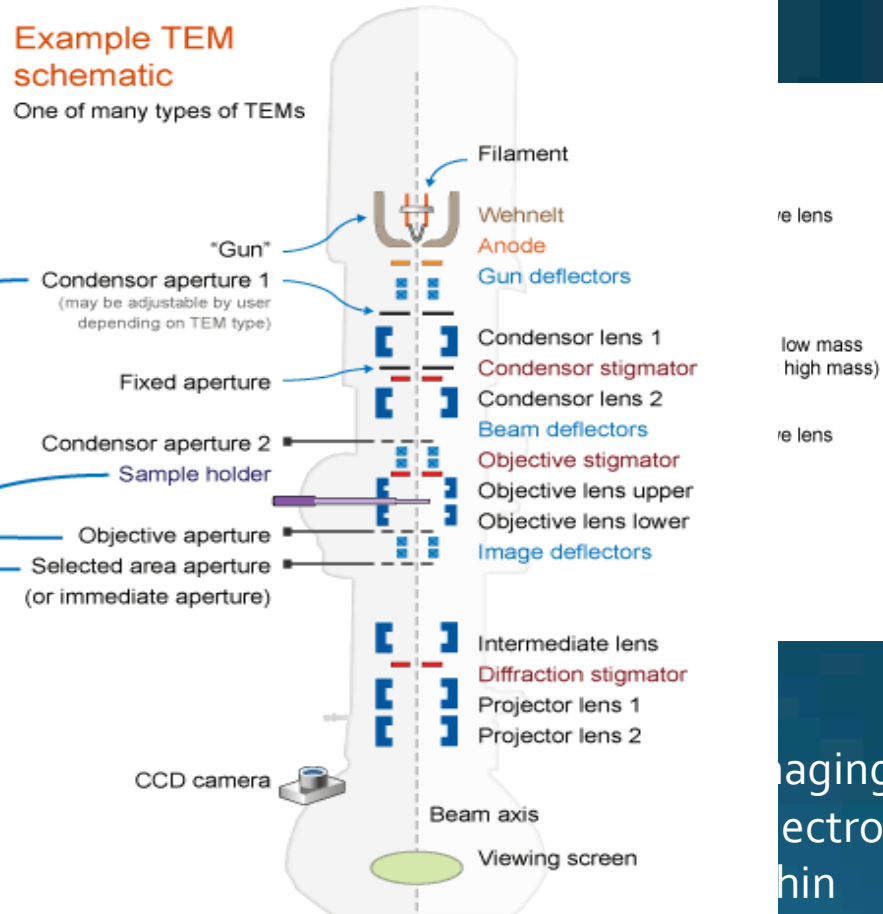 Example TEM
schematic
One of many types of TEMs
Filament
Wehnelt
"Gun"
Anode
Condensor aperture 1
(may be adjustable by user
depending on TEM type)
Gun deflectors
Condensor lens 1
Condensor stigmator
Fixed aperture
Condensor lens 2
Beam deflectors
Condensor aperture 2
Objective stigmator
Sample holder
Objective lens upper
Objective lens lower
Objective aperture
Image deflectors
Selected area aperture
(or immediate aperture)
Intermediate lens
Diffraction stigmator
Projector lens 1
Projector lens 2
CCD camera
Beam axis
Viewing screen
lens
low mass
high mass)
lens